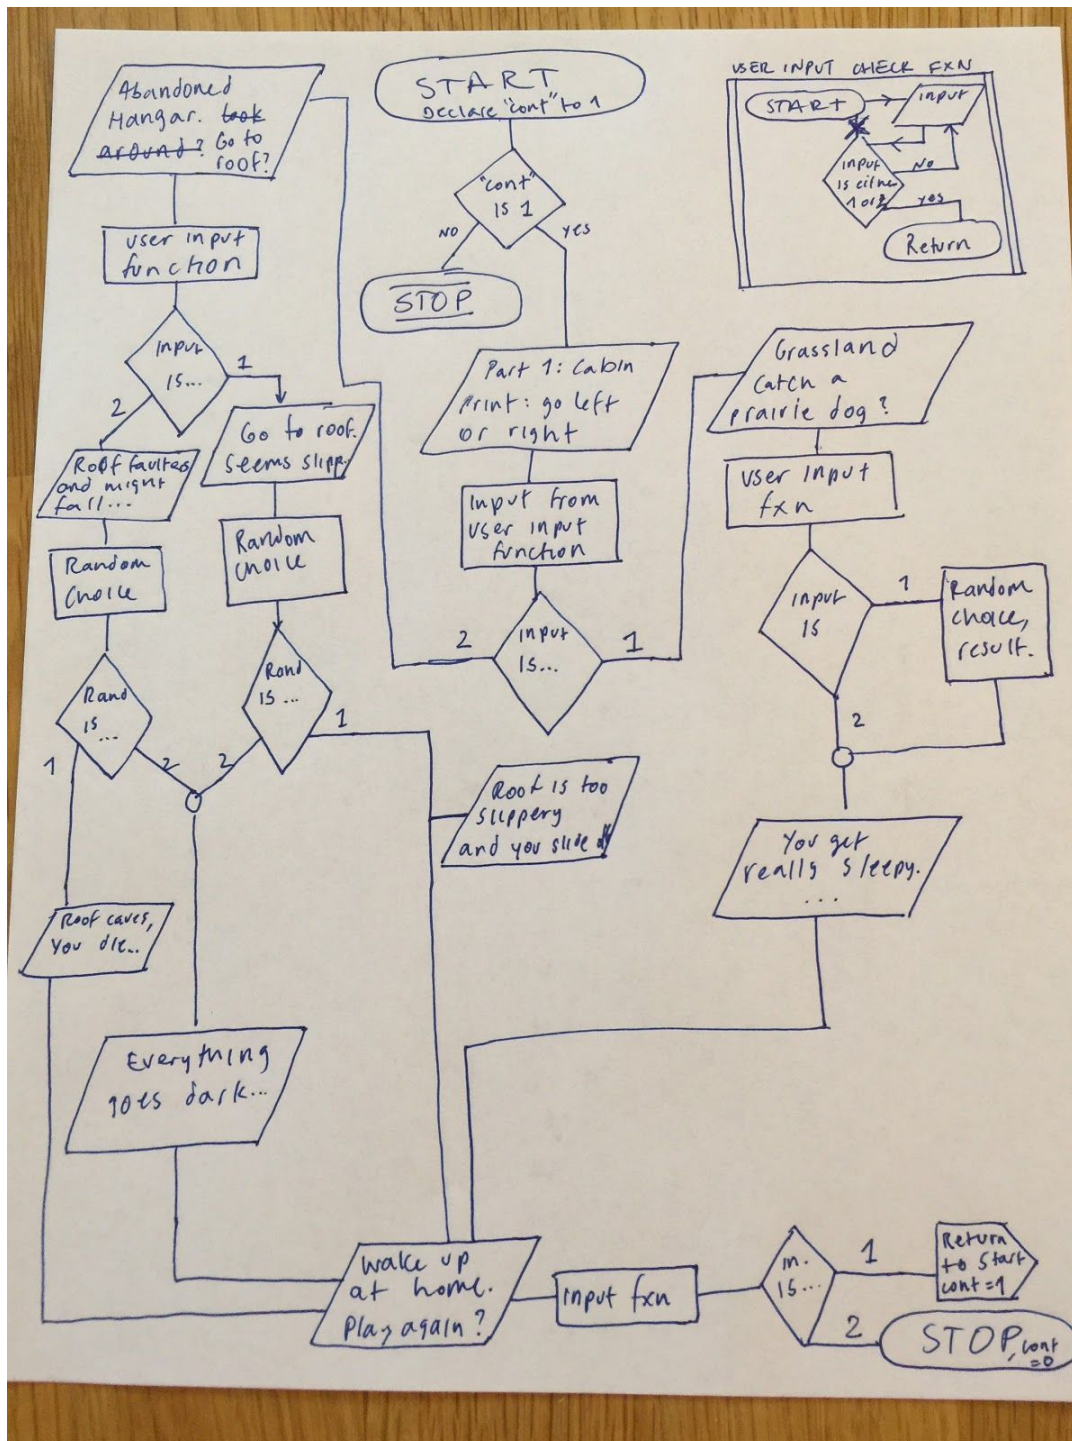 START
Declare "cont" to 1
"cont"
is 1
NO
YES
STOP
USER INPUT CHECK FXN
START
input
input
is either
1 or 2
NO
Yes
Return
Abandoned
Hangar. Look
around? Go to
roof?
user input
function
Input
is...
1
2
Go to roof.
Seems slipp.
Roof faulters
and might
fall...
Random
choice
Random
choice
Rand
is
...
Rand
is...
1
2
2
1
Roof caves,
You die...
Everything
goes dark...
Roof is too
slippery
and you slide off
Part 1: Cabin
Print: go left
or right
Input from
user input
function
Input
is...
2
1
Grassland
catch a
prairie dog?
user input
fxn
input
is
1
2
Random
choice,
result.
You get
really sleepy.
...
wake up
at home.
Play again?
input fxn
in.
is...
1
2
Return
to start
cont=1
STOP, cont
=0